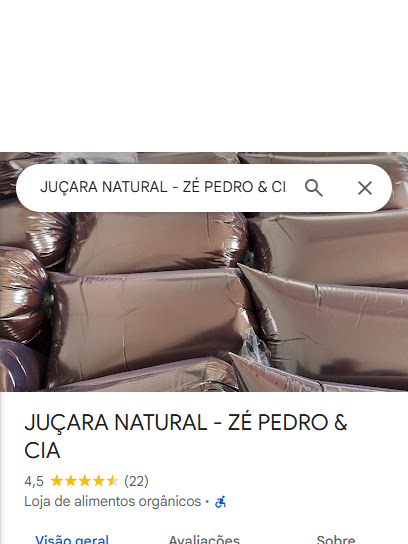 JUÇARA NATURAL - ZÉ PEDRO & CI
JUÇARA NATURAL - ZÉ PEDRO &
CIA
4,5 (22)
Loja de alimentos orgânicos ·
Visão geral Avaliações Sobre